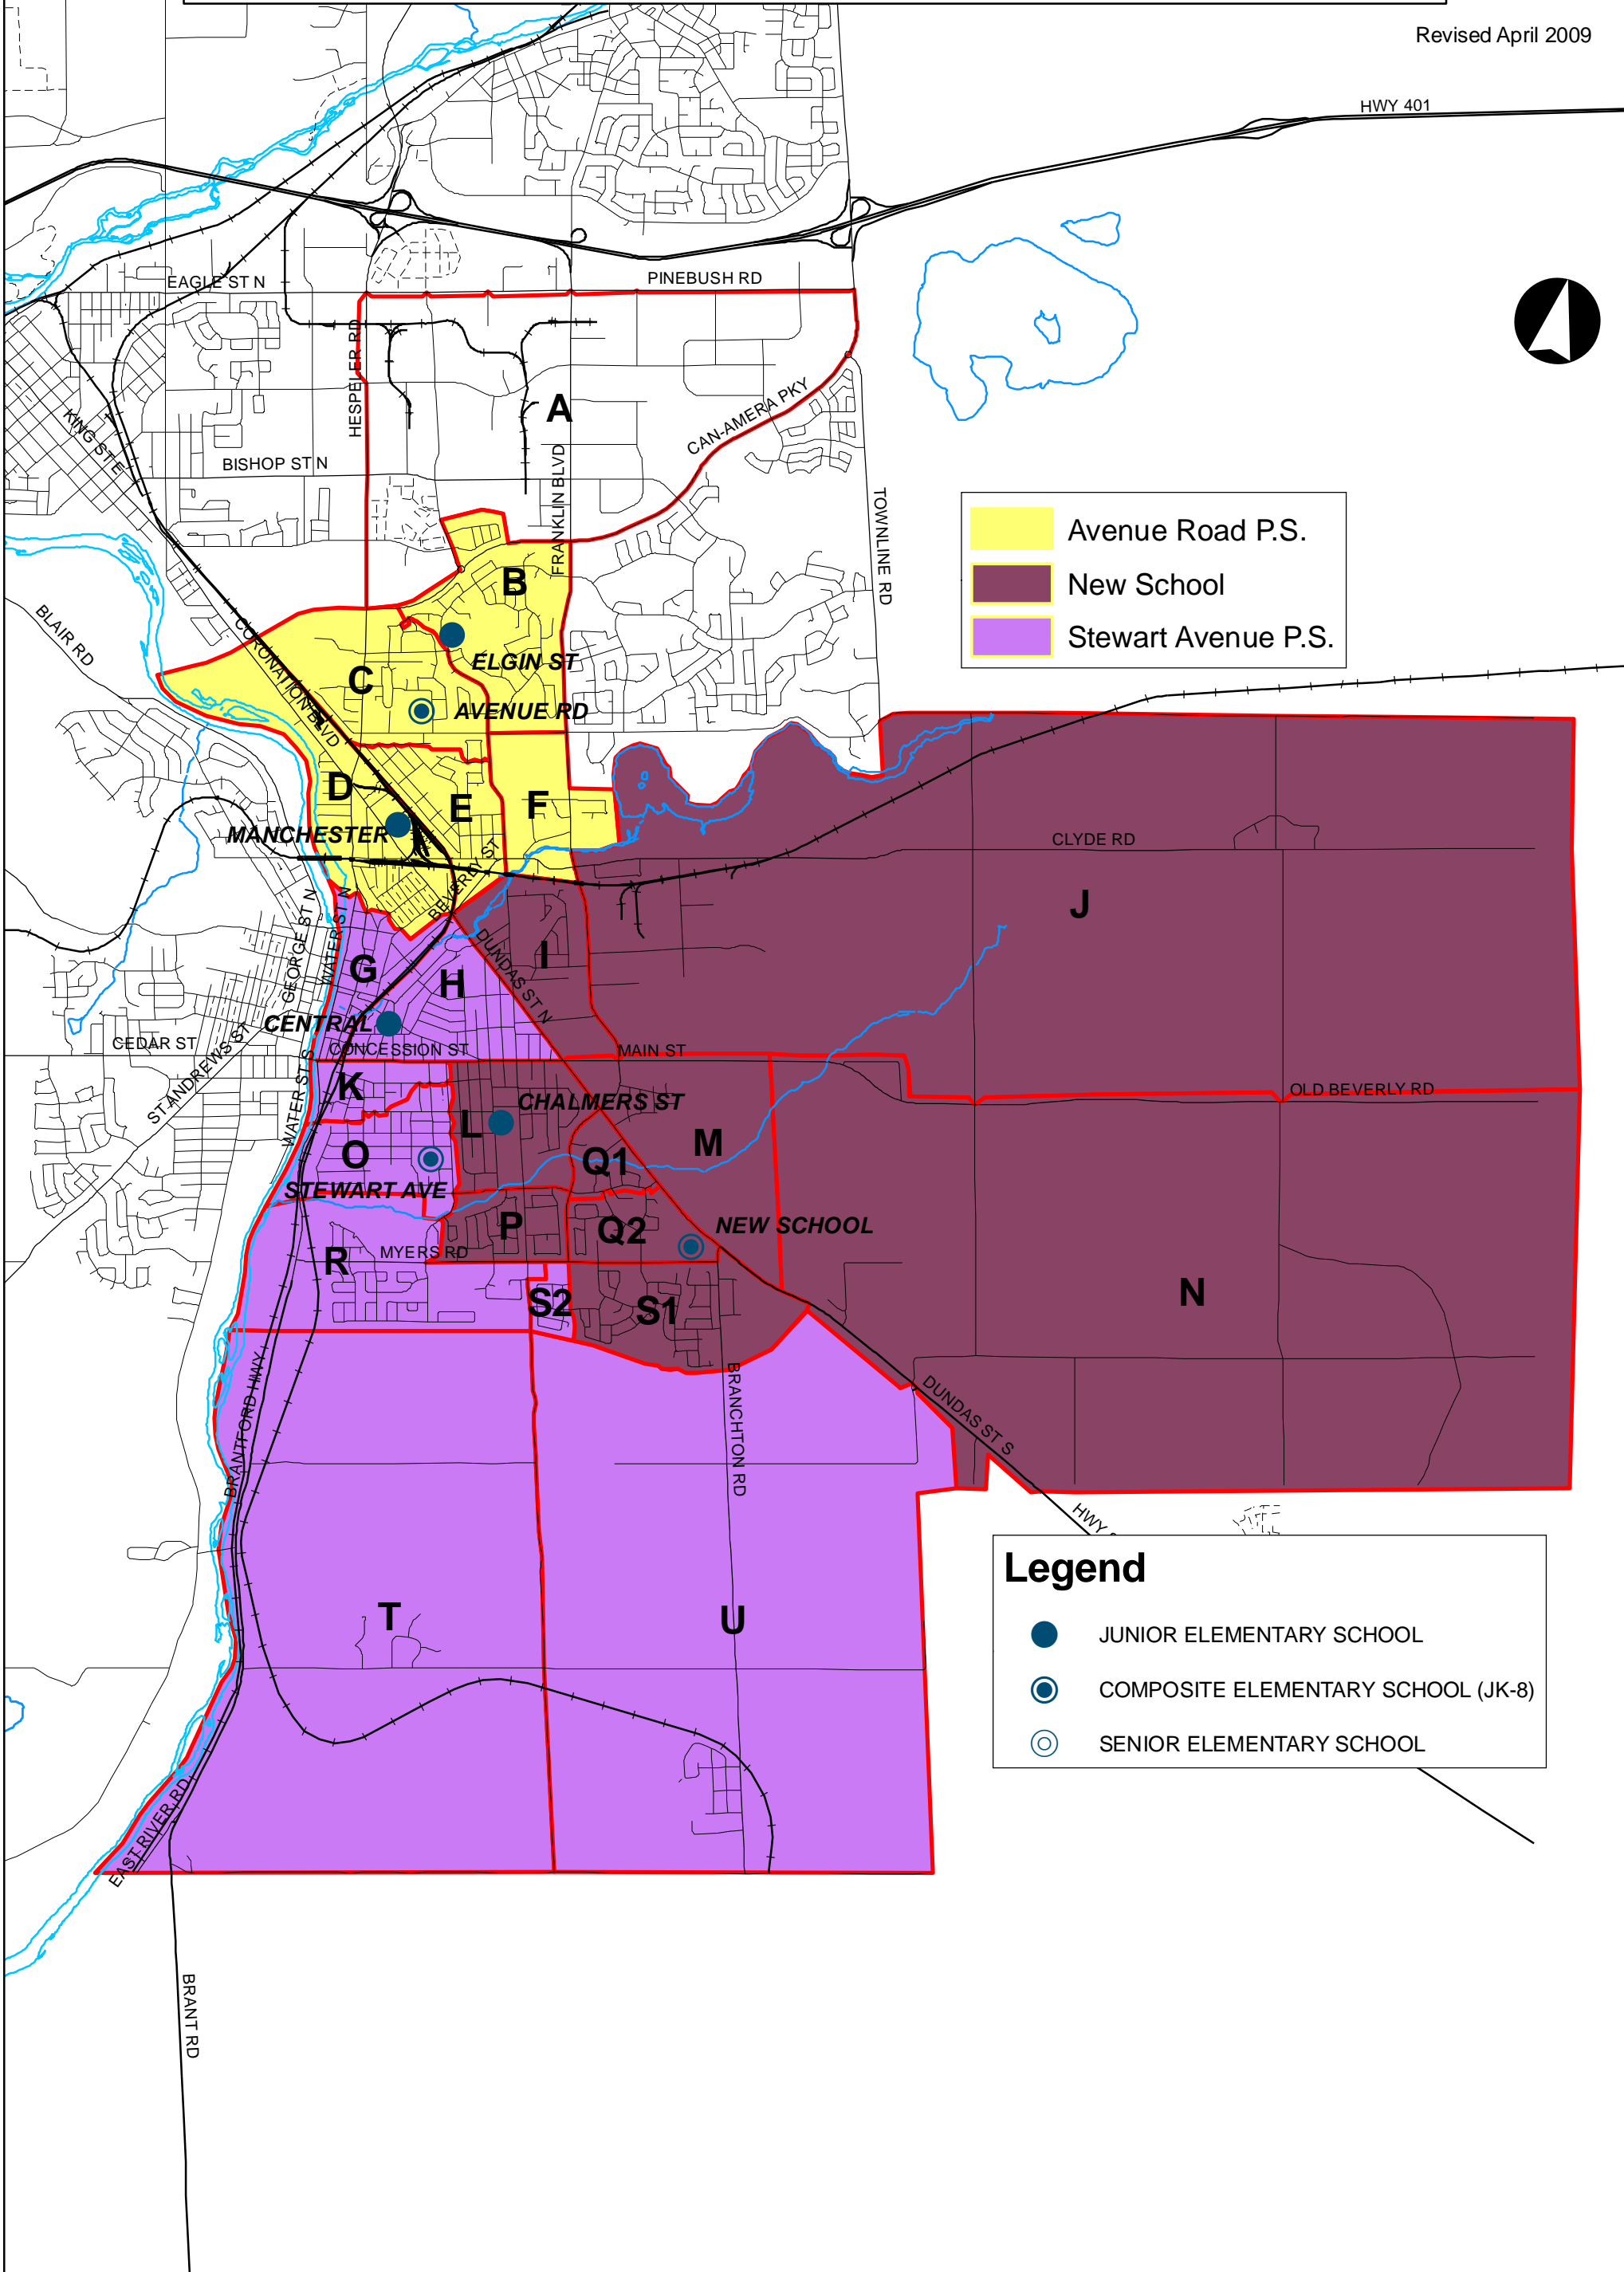 Revised April 2009
HWY 401
EAGLE ST N
PINEBUSH RD
HESPELER RD
KING ST E
A
CAN-AMERA PKY
BISHOP ST N
FRANKLIN BLVD
TOWNLINE RD
Avenue Road P.S.
New School
Stewart Avenue P.S.
B
BLAIR RD
CORONATION BLVD
ELGIN ST
C
AVENUE RD
D
E
F
MANCHESTER
CLYDE RD
BEVERLY ST
J
GEORGE ST N
WATER ST N
DUNDAS ST N
I
G
H
CENTRAL
CEDAR ST
ST ANDREWS ST
WATER ST S
CONCESSION ST
MAIN ST
K
OLD BEVERLY RD
CHALMERS ST
L
M
O
Q1
STEWART AVE
P
Q2
NEW SCHOOL
R
MYERS RD
N
S2
S1
BRANTFORD HWY
BRANCHTON RD
DUNDAS ST S
HWY
Legend
T
U
JUNIOR ELEMENTARY SCHOOL
COMPOSITE ELEMENTARY SCHOOL (JK-8)
SENIOR ELEMENTARY SCHOOL
EAST RIVER RD
BRANT RD